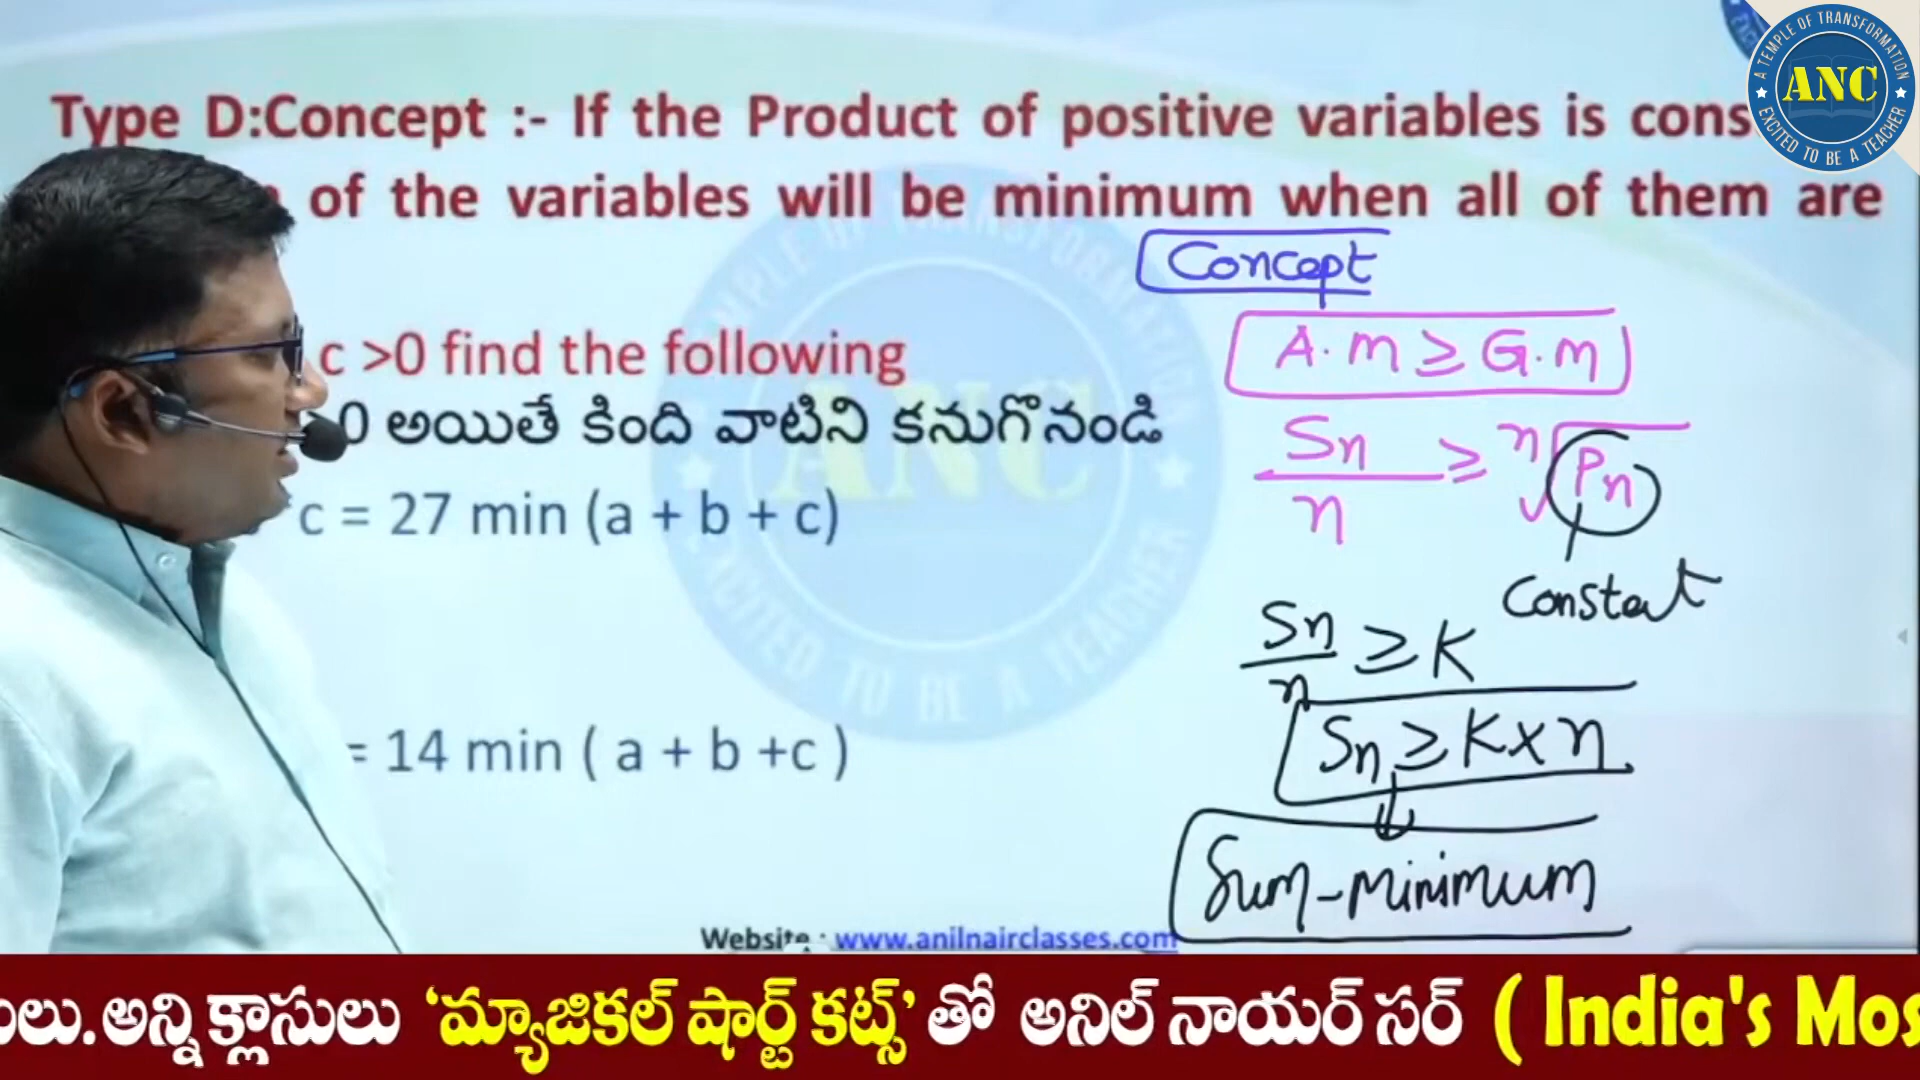 Type D:Concept :- If the Product of positive variables is cons
of the variables will be minimum when all of them are
Concept
A.m ≥ G.m
c >0 find the following
>0 అయితే కింది వాటిని కనుగొనండి
Sn/n ≥ n√Pn
c = 27 min (a + b + c)
Constant
Sn/n ≥ K
Sn ≥ K x n
= 14 min ( a + b +c )
Sum-minimum
Website : www.anilnairclasses.com
A TEMPLE OF TRANSFORMATION
ANC
EXCITED TO BE A TEACHER
లు.అన్ని క్లాసులు ‘మ్యాజికల్ షార్ట్ కట్స్’ తో అనిల్ నాయర్ సర్ ( India's Mos